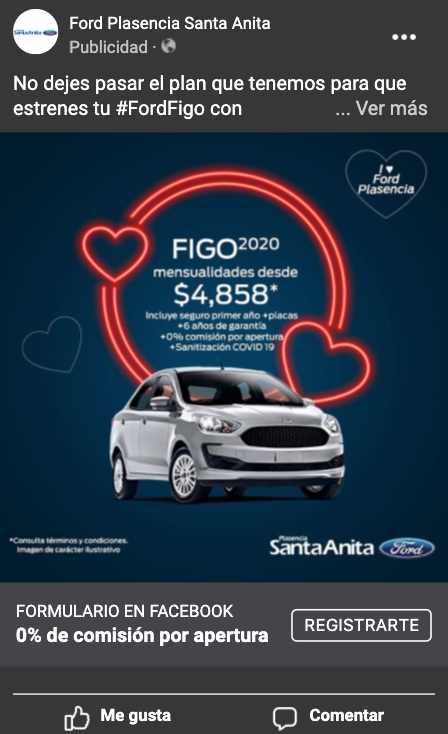 Ford Plasencia Santa Anita
Publicidad ·
No dejes pasar el plan que tenemos para que
estrenes tu #FordFigo con
... Ver más
I ♥
Ford
Plasencia
FIGO2020
mensualidades desde
$4,858*
Incluye seguro primer año +placas
+6 años de garantía
+0% comisión por apertura
+Sanitización COVID 19
*Consulta términos y condiciones.
Imagen de carácter ilustrativo
Plasencia
SantaAnita Ford
FORMULARIO EN FACEBOOK
0% de comisión por apertura
REGISTRARTE
Me gusta
Comentar